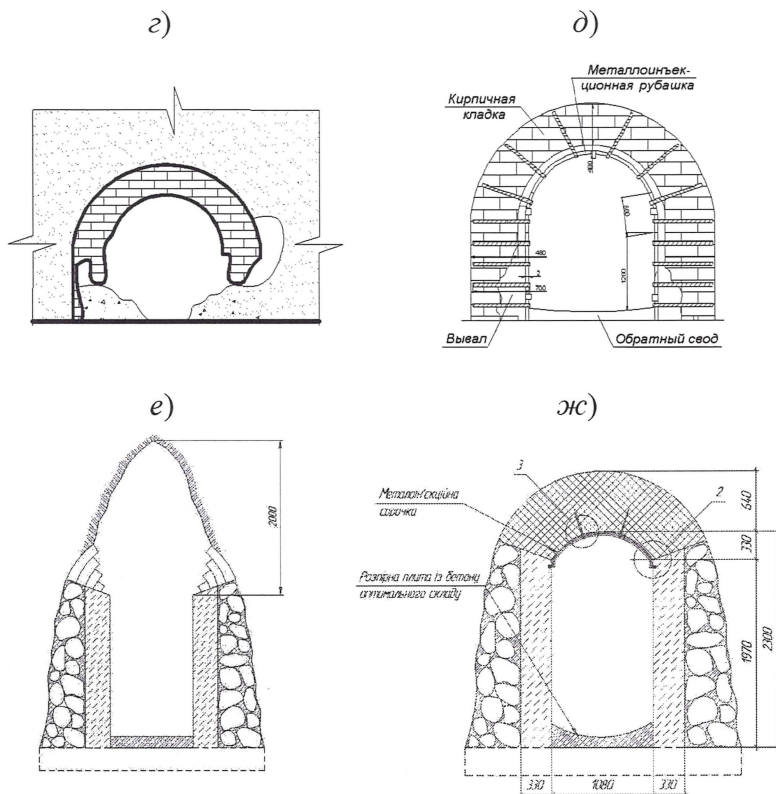 г)
д)
Металлоинъек-
ционная рубашка
Кирпичная
кладка
600
480
2
700
1200
Вывал
Обратный свод
е)
ж)
2000
3
2
Металоін'єкційна
сорочка
Розпірна плита із бетону
оптимального складу
640
330
1970
2300
330
1080
330